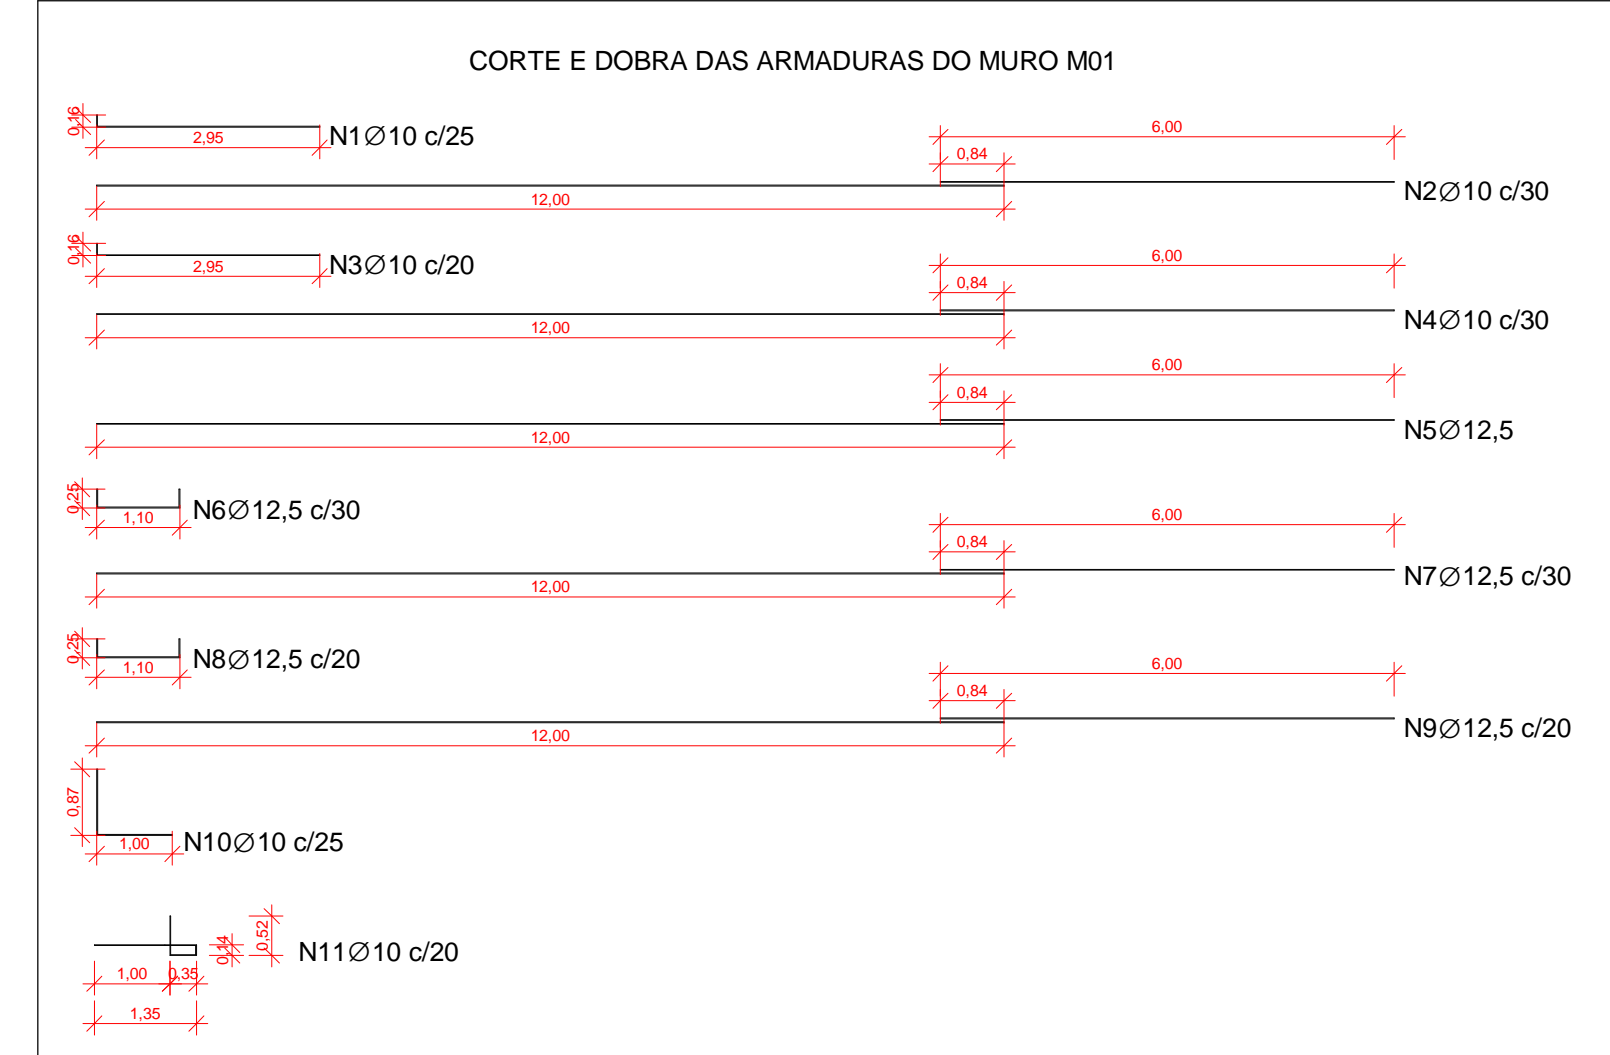 CORTE E DOBRA DAS ARMADURAS DO MURO M01
0,16
2,95
N1∅10 c/25
6,00
0,84
12,00
N2∅10 c/30
0,16
2,95
N3∅10 c/20
6,00
0,84
12,00
N4∅10 c/30
6,00
0,84
12,00
N5∅12,5
0,25
1,10
N6∅12,5 c/30
6,00
0,84
12,00
N7∅12,5 c/30
0,25
1,10
N8∅12,5 c/20
6,00
0,84
12,00
N9∅12,5 c/20
0,87
1,00
N10∅10 c/25
0,14
0,52
N11∅10 c/20
1,00
0,35
1,35